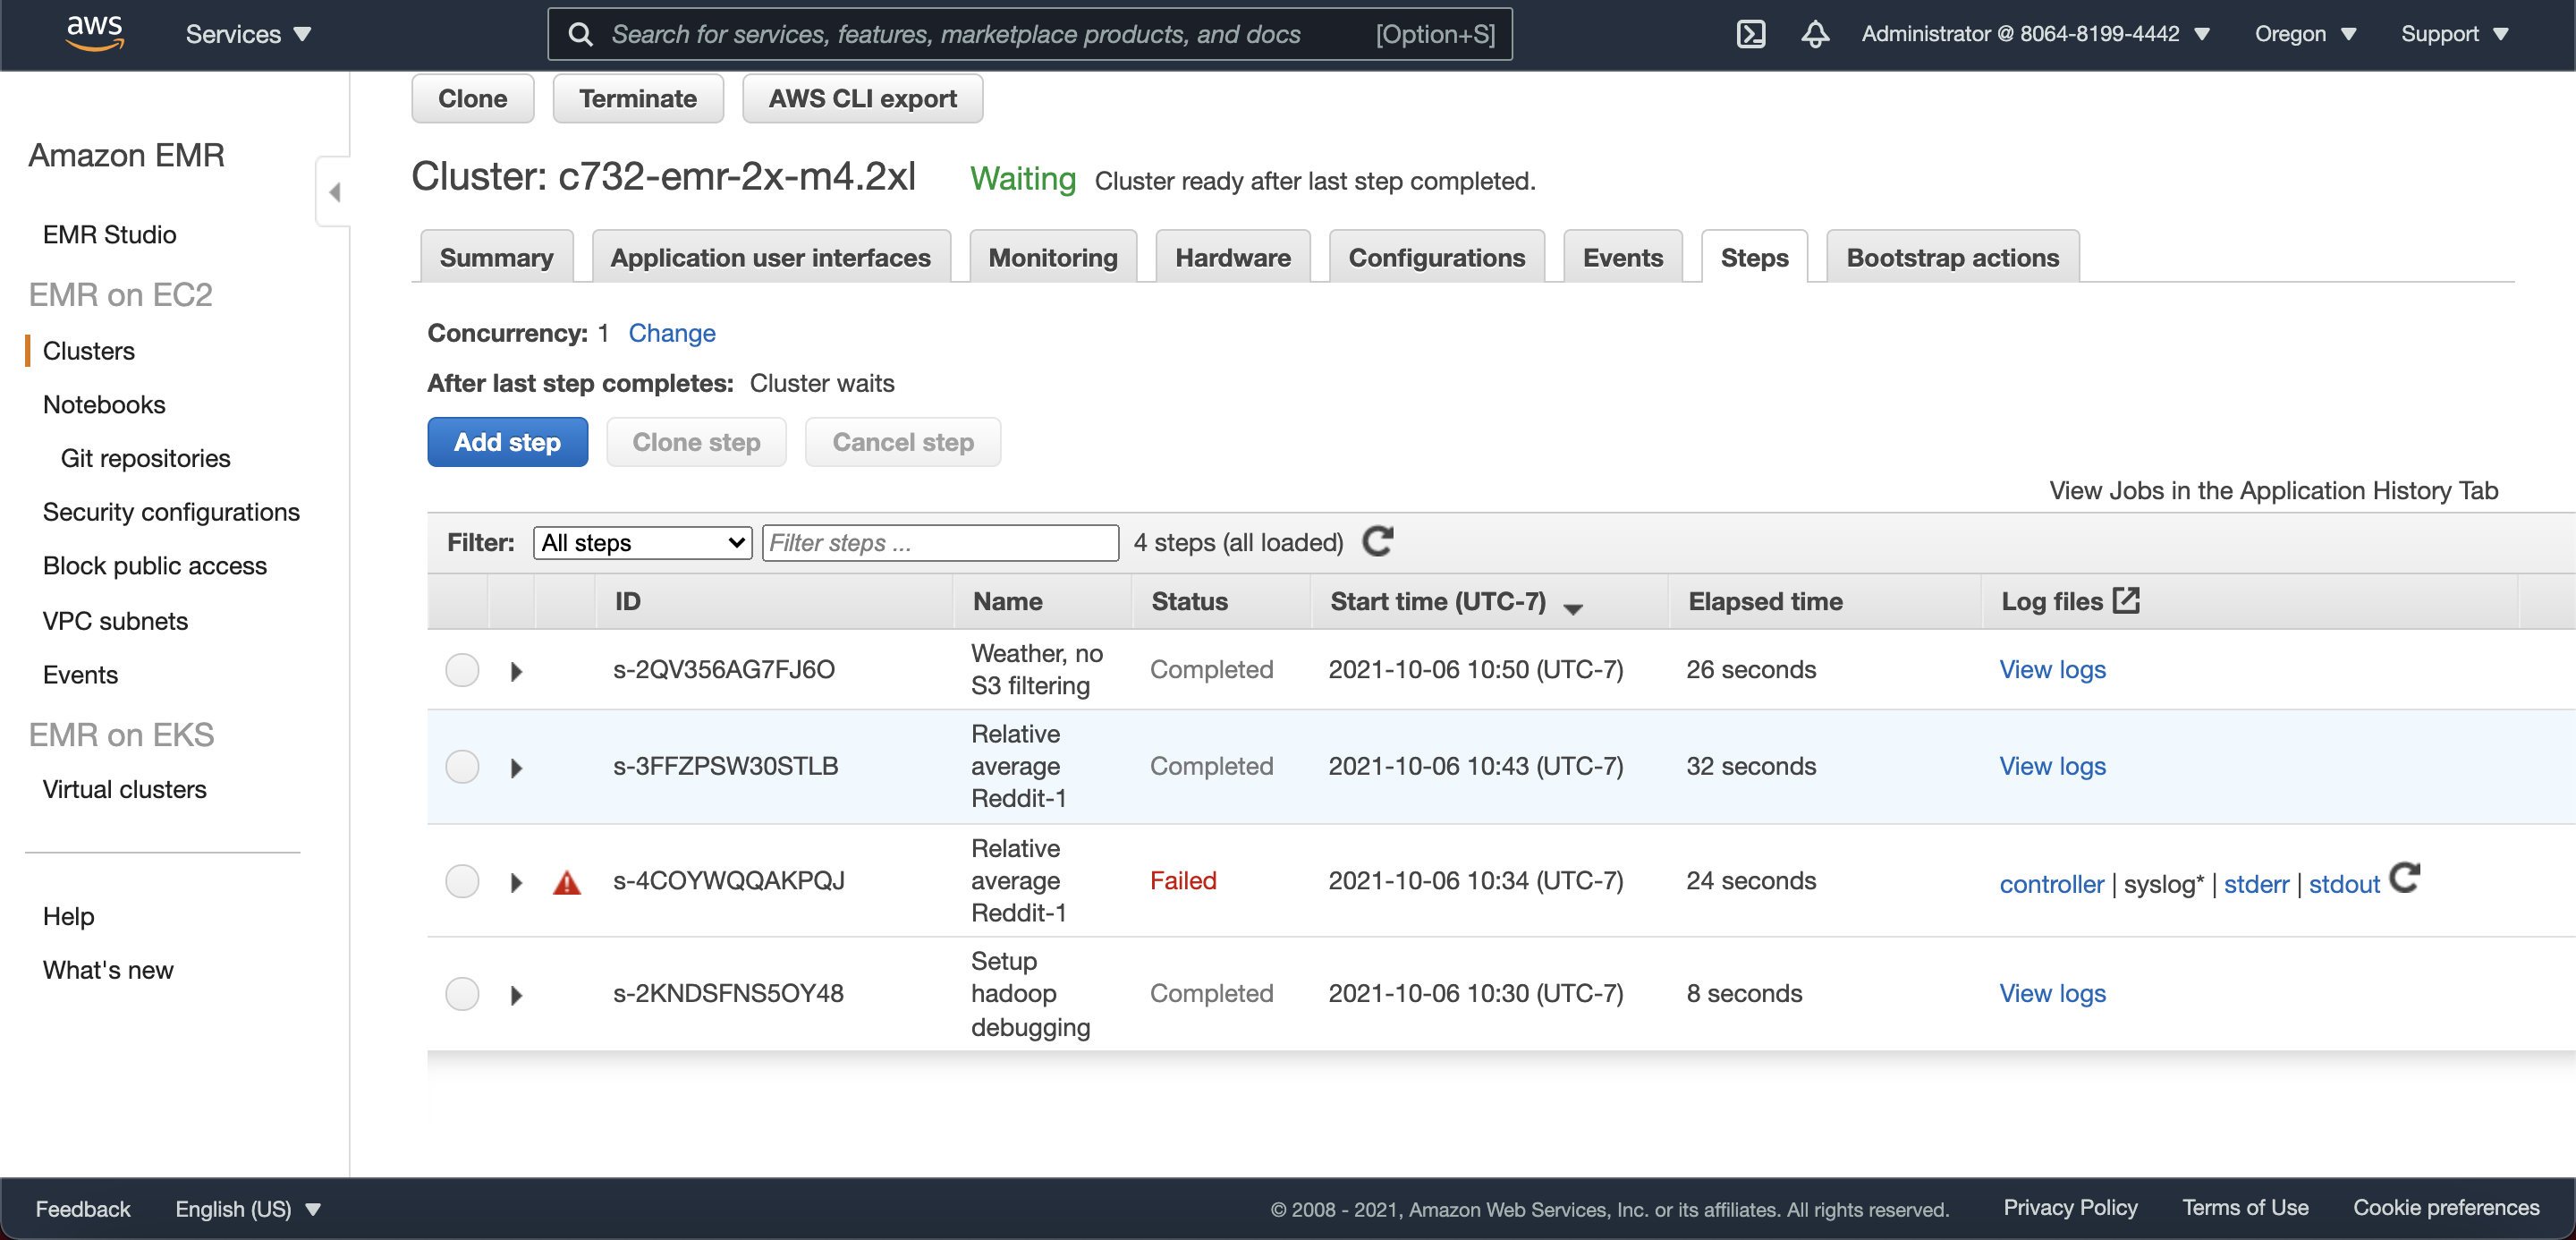 aws
Services
Search for services, features, marketplace products, and docs
[Option+S]
Administrator @ 8064-8199-4442
Oregon
Support
Amazon EMR
EMR Studio
EMR on EC2
Clusters
Notebooks
Git repositories
Security configurations
Block public access
VPC subnets
Events
EMR on EKS
Virtual clusters
Help
What's new
Clone
Terminate
AWS CLI export
Cluster: c732-emr-2x-m4.2xl
Waiting
Cluster ready after last step completed.
Summary
Application user interfaces
Monitoring
Hardware
Configurations
Events
Steps
Bootstrap actions
Concurrency: 1 Change
After last step completes: Cluster waits
Add step
Clone step
Cancel step
View Jobs in the Application History Tab
Filter: All steps Filter steps ... 4 steps (all loaded)
ID Name Status Start time (UTC-7) Elapsed time Log files
s-2QV356AG7FJ6O
Weather, no
S3 filtering
Completed
2021-10-06 10:50 (UTC-7)
26 seconds
View logs
s-3FFZPSW30STLB
Relative
average
Reddit-1
Completed
2021-10-06 10:43 (UTC-7)
32 seconds
View logs
s-4COYWQQAKPQJ
Relative
average
Reddit-1
Failed
2021-10-06 10:34 (UTC-7)
24 seconds
controller | syslog* | stderr | stdout
s-2KNDSFNS5OY48
Setup
hadoop
debugging
Completed
2021-10-06 10:30 (UTC-7)
8 seconds
View logs
Feedback
English (US)
© 2008 - 2021, Amazon Web Services, Inc. or its affiliates. All rights reserved.
Privacy Policy
Terms of Use
Cookie preferences